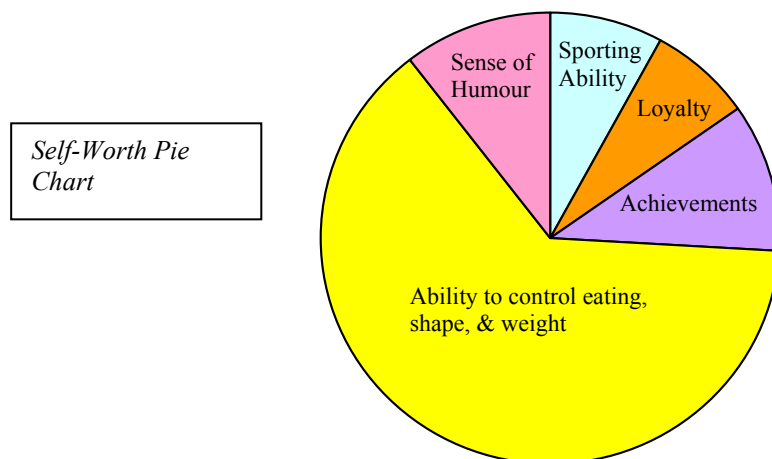 Self-Worth Pie
Chart
Sense of
Humour
Sporting
Ability
Loyalty
Achievements
Ability to control eating,
shape, & weight